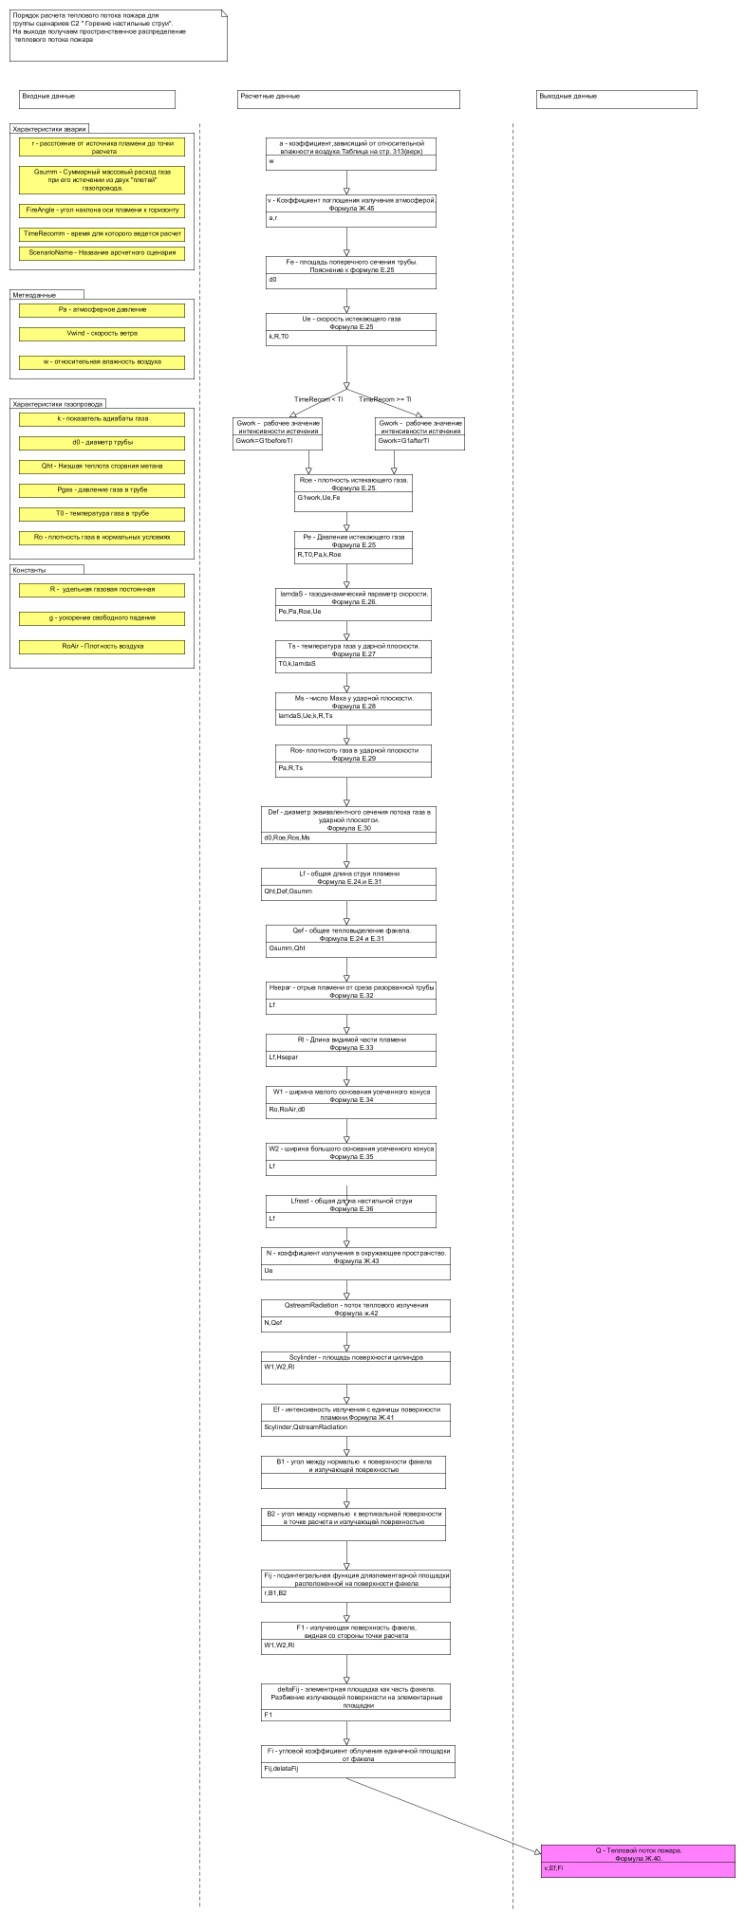 Порядок расчета теплового потока пожара для
группы сценариев С2 " Горение настильные струи".
На выходе получаем пространственное распределение
теплового потока пожара
Входные данные
Расчетные данные
Выходные данные
Характеристики аварии
r - расстояние от источника пламени до точки
расчета
Gsumm - Суммарный массовый расход газа
при его истечении из двух "плетей"
газопровода.
FireAngle - угол наклона оси пламени к горизонту
TimeRecomm - время для которого ведется расчет
ScenarioName - Название арсчетного сценария
Метеоданные
Pa - атмосферное давление
Vwind - скорость ветра
w - относительная влажность воздуха
Характеристики газопровода
k - показатель адиабаты газа
d0 - диаметр трубы
Qht - Низшая теплота сгорания метана
Pgas - давление газа в трубе
T0 - температура газа в трубе
Ro - плотность газа в нормальных условиях
Константы
R - удельная газовая постоянная
g - ускорение свободного падения
RoAir - Плотность воздуха
a - коэффициент,зависящий от относительной
влажности воздуха.Таблица на стр. 313(верх)
w
v - Коэффициент поглощения излучения атмосферой.
Формула Ж.45
a,r
Fe - площадь поперечного сечения трубы.
Пояснение к формуле Е.25
d0
Ue - скорость истекающего газа
Формула Е.25
k,R,T0
TimeRecom < Tl
TimeRecom >= Tl
Gwork - рабочее значение
интенсивности истечения
Gwork=G1beforeTl
Gwork - рабочее значение
интенсивности истечения
Gwork=G1afterTl
Roe - плотность истекающего газа.
Формула Е.25.
G1work,Ue,Fe
Pe - Давление истекающего газа
Формула Е.25
R,T0,Pa,k,Roe
lamdaS - газодинамический параметр скорости.
Формула Е.26.
Pe,Pa,Roe,Ue
Ts - температура газа у дарной плоскости.
Формула Е.27
T0,k,lamdaS
Ms - число Маха у ударной плоскости.
Формула Е.28
lamdaS,Ue,k,R,Ts
Ros- плотнсоть газа в ударной плоскости
Формула Е.29
Pa,R,Ts
Def - диаметр эквивалентного сечения потока газа в
ударной плоскотси.
Формула Е.30
d0,Roe,Ros,Ms
Lf - общая длина струи пламени
Формула Е.24.и Е.31
Qht,Def,Gsumm
Qef - общее тепловыделение факела.
Формула Е.24 и Е.31
Gsumm,Qht
Hsepar - отрыв пламени от среза разорванной трубы
Формула Е.32
Lf
Rl - Длина видимой части пламени
Формула Е.33
Lf,Hsepar
W1 - ширина малого основания усеченного конуса
Формула Е.34
Ro,RoAir,d0
W2 - ширина большого основания усеченного конуса
Формула Е.35
Lf
Lfnast - общая длина настильной струи
Формула Е.36
Lf
N - коэффициент излучения в окружающее пространство.
Формула Ж.43
Ue
QstreamRadiation - поток теплового излучения
Формула ж.42
N,Qef
Scylinder - площадь поверхности цилиндра
W1,W2,Rl
Ef - интенсивность излучения с единицы поверхности
пламени.Формула Ж.41
Scylinder,QstreamRadiation
B1 - угол между нормалью к поверхности факела
и излучающей поврехностью
B2 - угол между нормалью к вертикальной поверхности
в точке расчета и излучающей поврехностью
Fij - подинтегральная функция дляэлементарной площадки
расположенной на поверхности факела
r,B1,B2
F1 - излучающая поверхность факела,
видная со стороны точки расчета
W1,W2,Rl
deltaFij - элементрная площадка как часть факела.
Разбиение излучающей поверхности на элементарные
площадки
F1
Fi - угловой коэффициент облучения единичной площадки
от факела
Fij,delataFij
Q - Тепловой поток пожара.
Формула Ж.40.
v,Ef,Fi